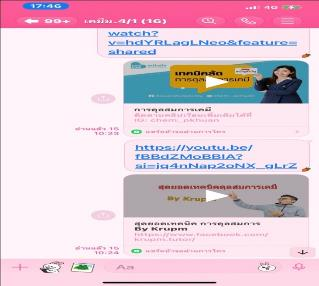 17:46
4G
99+
เคมีม.4/1 (16)
watch?
v=hdYRLagLNeo&feature=
shared
เทคนิคลัด
การดุลสมการเคมี
การดุลสมการเคมี
ID: chem_pkhuan
อ่านแล้ว 15
10:23
https://youtu.be/
fBBdZMoBBIA?
si=jq4nNap2oNX_gLrZ
สุดยอดเทคนิคดุลสมการ
By Krupm
สุดยอดเทคนิค การดุลสมการ
By Krupm
https://www.facebook.com/
krupm.tutor/
อ่านแล้ว 15
10:24
Aa